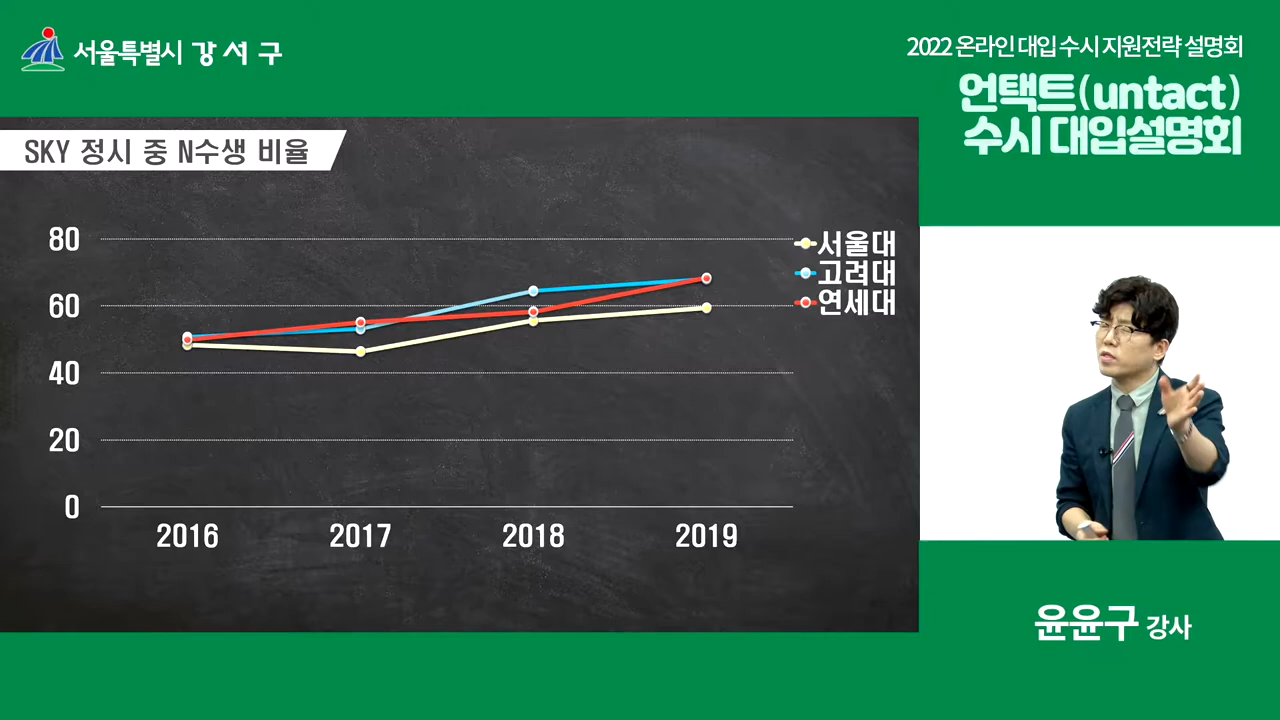 서울특별시 강서구
2022 온라인 대입 수시 지원전략 설명회
언택트(untact)
수시 대입설명회
SKY 정시 중 N수생 비율
80
60
40
20
0
2016 2017 2018 2019
서울대
고려대
연세대
윤윤구 강사